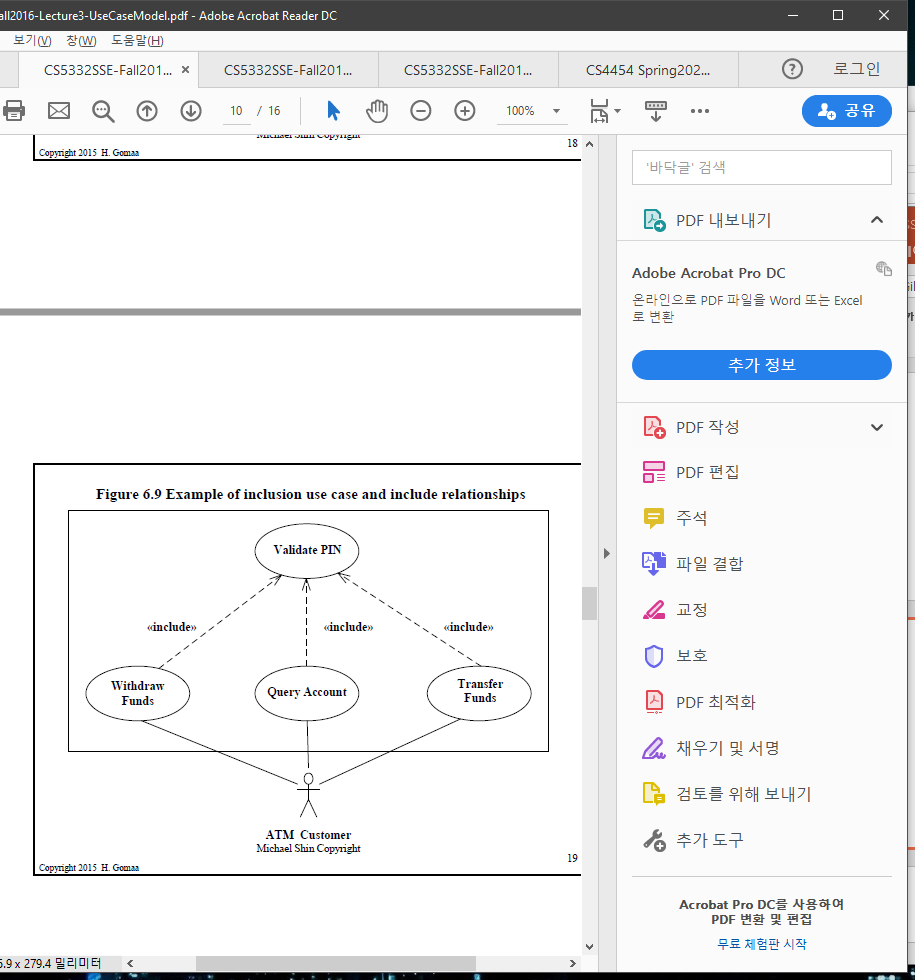 all2016-Lecture3-UseCaseModel.pdf - Adobe Acrobat Reader DC
보기(V) 창(W) 도움말(H)
CS5332SSE-Fall201... × CS5332SSE-Fall201... CS5332SSE-Fall201... CS4454 Spring202... 로그인
10 / 16 100% 공유
Michael Shin Copyright
Copyright 2015 H. Gomaa 18
Figure 6.9 Example of inclusion use case and include relationships
Validate PIN
«include» «include» «include»
Withdraw
Funds
Query Account
Transfer
Funds
ATM Customer
Michael Shin Copyright
Copyright 2015 H. Gomaa 19
5.9 x 279.4 밀리미터
'바닥글' 검색
PDF 내보내기
Adobe Acrobat Pro DC
온라인으로 PDF 파일을 Word 또는 Excel
로 변환
추가 정보
PDF 작성
PDF 편집
주석
파일 결합
교정
보호
PDF 최적화
채우기 및 서명
검토를 위해 보내기
추가 도구
Acrobat Pro DC를 사용하여
PDF 변환 및 편집
무료 체험판 시작